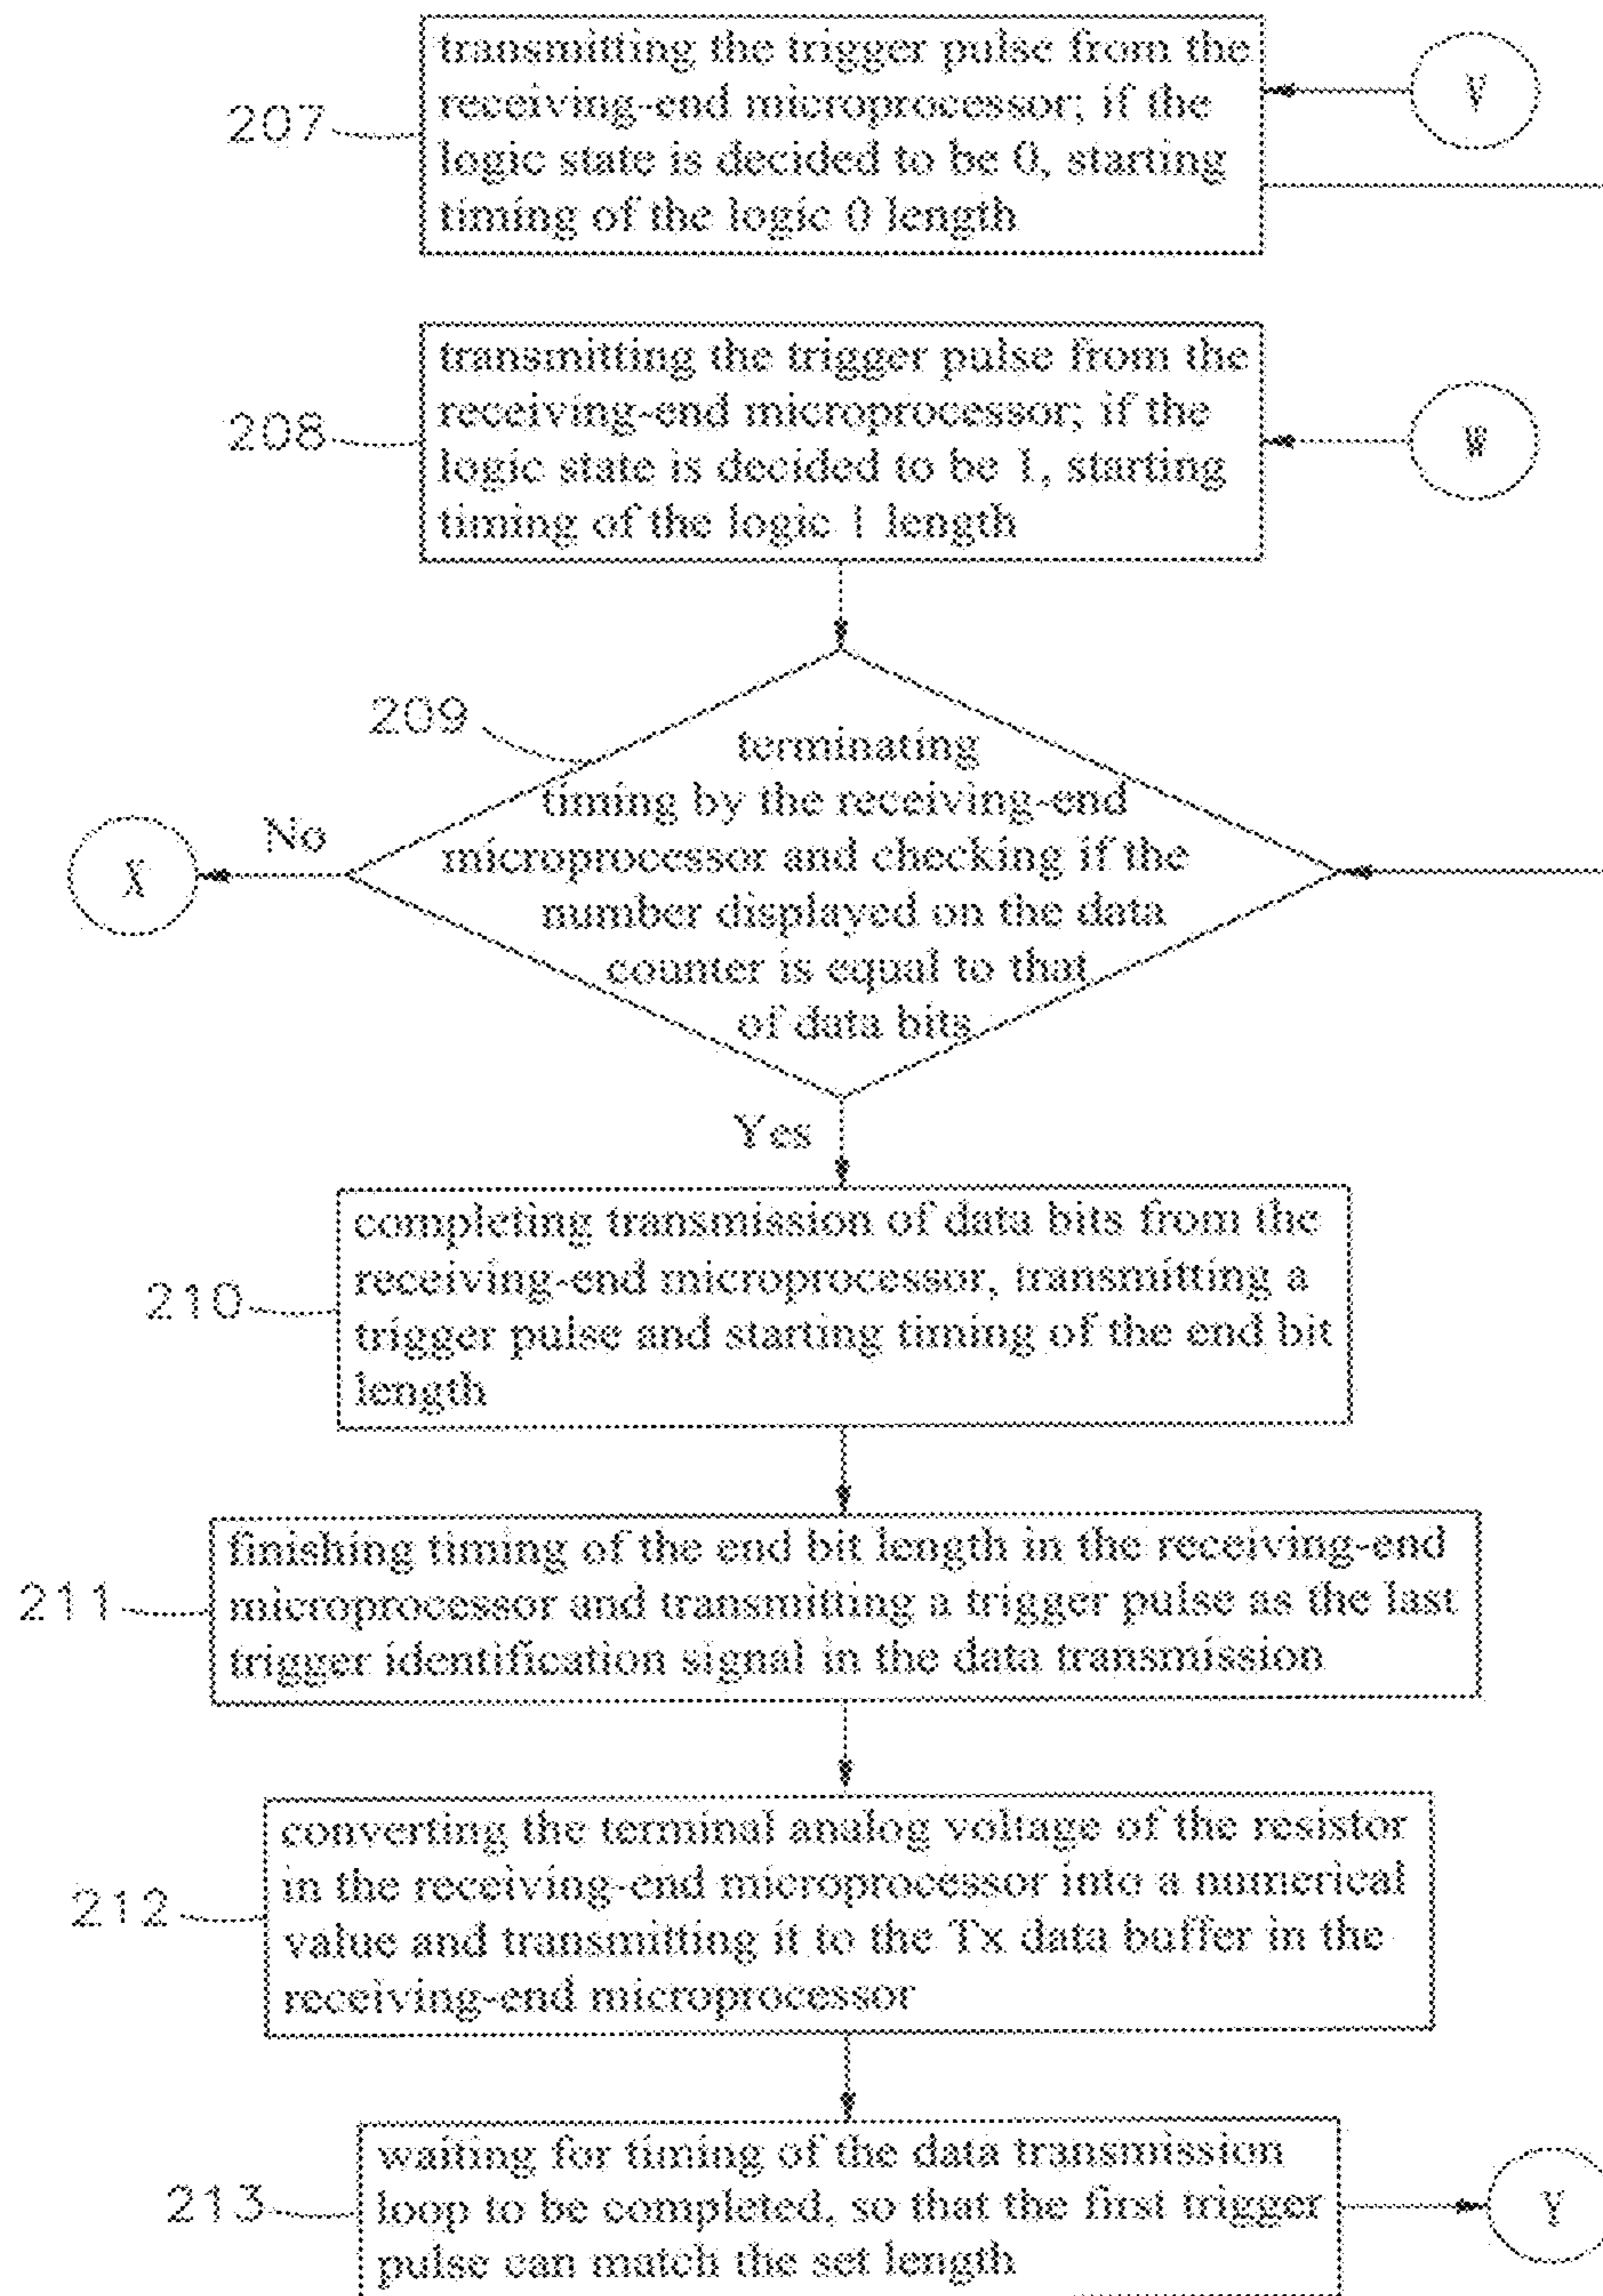 transmitting the trigger pulse from the
receiving-end microprocessor; if the
logic state is decided to be 0, starting
timing of the logic 0 length
207
V
transmitting the trigger pulse from the
receiving-end microprocessor; if the
logic state is decided to be 1, starting
timing of the logic 1 length
208
W
209
terminating
timing by the receiving-end
microprocessor and checking if the
number displayed on the data
counter is equal to that
of data bits
No
X
Yes
completing transmission of data bits from the
receiving-end microprocessor, transmitting a
trigger pulse and starting timing of the end bit
length
210
finishing timing of the end bit length in the receiving-end
microprocessor and transmitting a trigger pulse as the last
trigger identification signal in the data transmission
211
converting the terminal analog voltage of the resistor
in the receiving-end microprocessor into a numerical
value and transmitting it to the Tx data buffer in the
receiving-end microprocessor
212
waiting for timing of the data transmission
loop to be completed, so that the first trigger
pulse can match the set length
213
Y